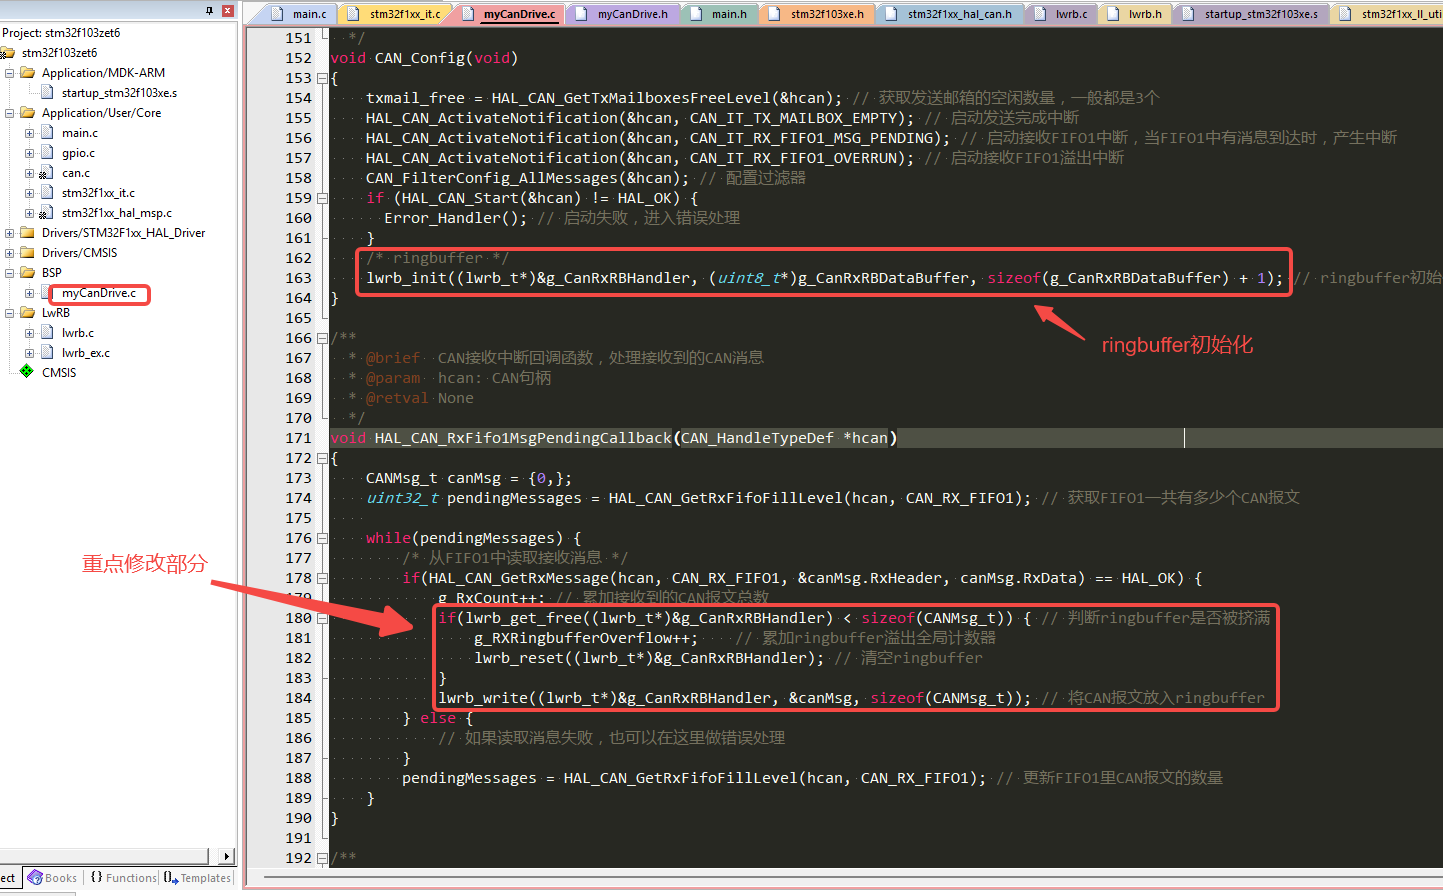 main.c
stm32f1xx_it.c
myCanDrive.c
myCanDrive.h
main.h
stm32f103xe.h
stm32f1xx_hal_can.h
lwrb.c
lwrb.h
startup_stm32f103xe.s
stm32f1xx_ll_uti
Project: stm32f103zet6
stm32f103zet6
Application/MDK-ARM
startup_stm32f103xe.s
Application/User/Core
main.c
gpio.c
can.c
stm32f1xx_it.c
stm32f1xx_hal_msp.c
Drivers/STM32F1xx_HAL_Driver
Drivers/CMSIS
BSP
myCanDrive.c
LwRB
lwrb.c
lwrb_ex.c
CMSIS
ect
Books
{} Functions
Templates
151 */
152 void CAN_Config(void)
153 {
154 txmail_free = HAL_CAN_GetTxMailboxesFreeLevel(&hcan); // 获取发送邮箱的空闲数量，一般都是3个
155 HAL_CAN_ActivateNotification(&hcan, CAN_IT_TX_MAILBOX_EMPTY); // 启动发送完成中断
156 HAL_CAN_ActivateNotification(&hcan, CAN_IT_RX_FIFO1_MSG_PENDING); // 启动接收FIFO1中断，当FIFO1中有消息到达时，产生中断
157 HAL_CAN_ActivateNotification(&hcan, CAN_IT_RX_FIFO1_OVERRUN); // 启动接收FIFO1溢出中断
158 CAN_FilterConfig_AllMessages(&hcan); // 配置过滤器
159 if (HAL_CAN_Start(&hcan) != HAL_OK) {
160 Error_Handler(); // 启动失败，进入错误处理
161 }
162 /* ringbuffer */
163 lwrb_init((lwrb_t*)&g_CanRxRBHandler, (uint8_t*)g_CanRxRBDataBuffer, sizeof(g_CanRxRBDataBuffer) + 1); // ringbuffer初始
164 }
165
ringbuffer初始化
166 /**
167 * @brief CAN接收中断回调函数，处理接收到的CAN消息
168 * @param hcan: CAN句柄
169 * @retval None
170 */
171 void HAL_CAN_RxFifo1MsgPendingCallback(CAN_HandleTypeDef *hcan)
172 {
173 CANMsg_t canMsg = {0,};
174 uint32_t pendingMessages = HAL_CAN_GetRxFifoFillLevel(hcan, CAN_RX_FIFO1); // 获取FIFO1一共有多少个CAN报文
175
176 while(pendingMessages) {
177 /* 从FIFO1中读取接收消息 */
重点修改部分
178 if(HAL_CAN_GetRxMessage(hcan, CAN_RX_FIFO1, &canMsg.RxHeader, canMsg.RxData) == HAL_OK) {
179 g_RxCount++; // 累加接收到的CAN报文总数
180 if(lwrb_get_free((lwrb_t*)&g_CanRxRBHandler) < sizeof(CANMsg_t)) { // 判断ringbuffer是否被挤满
181 g_RXRingbufferOverflow++; // 累加ringbuffer溢出全局计数器
182 lwrb_reset((lwrb_t*)&g_CanRxRBHandler); // 清空ringbuffer
183 }
184 lwrb_write((lwrb_t*)&g_CanRxRBHandler, &canMsg, sizeof(CANMsg_t)); // 将CAN报文放入ringbuffer
185 } else {
186 // 如果读取消息失败，也可以在这里做错误处理
187 }
188 pendingMessages = HAL_CAN_GetRxFifoFillLevel(hcan, CAN_RX_FIFO1); // 更新FIFO1里CAN报文的数量
189 }
190 }
191
192 /**